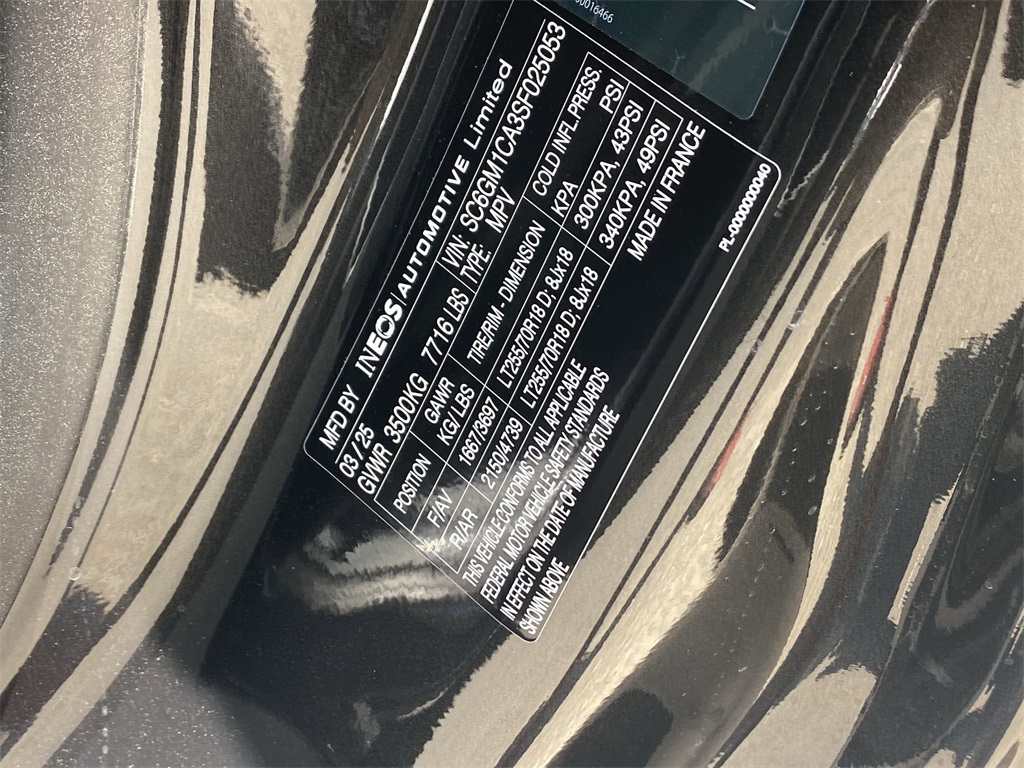 0016466
MFD BY INEOS AUTOMOTIVE Limited
03 / 25
GVWR 3500KG 7716 LBS VIN: SC6GM1CA3SF025053
TYPE: MPV
POSITION GAWR KG / LBS TIRE/RIM - DIMENSION COLD INFL.PRESS. KPA PSI
F/AV 1667/3697 LT255/70R18 D; 8Jx18 300KPA, 43PSI
R/AR 2150/4739 LT255/70R18 D; 8Jx18 340KPA, 49PSI
THIS VEHICLE CONFORMS TO ALL APPLICABLE MADE IN FRANCE
FEDERAL MOTOR VEHICLE SAFETY STANDARDS
IN EFFECT ON THE DATE OF MANUFACTURE
SHOWN ABOVE
PL-0000000040